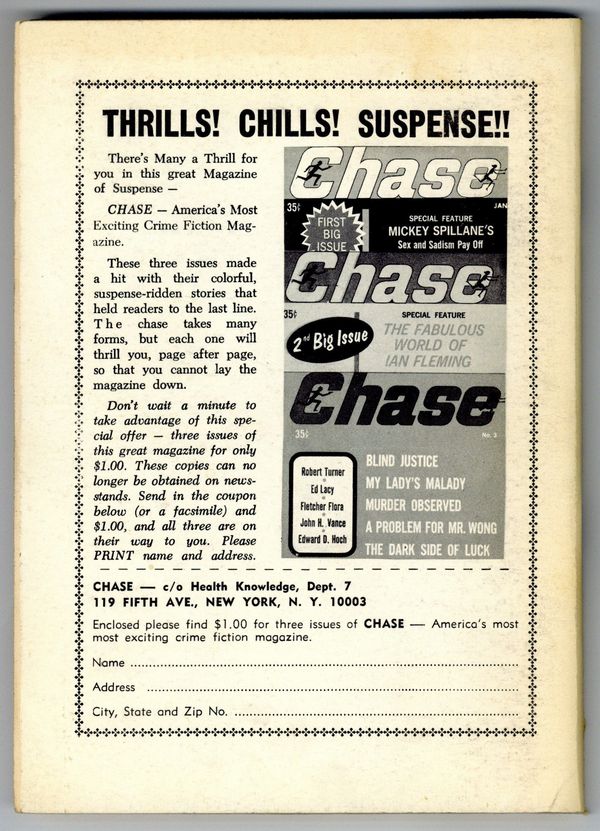 THRILLS! CHILLS! SUSPENSE!!
There's Many a Thrill for
you in this great Magazine
of Suspense —
CHASE — America's Most
Exciting Crime Fiction Mag-
azine.
These three issues made
a hit with their colorful,
suspense-ridden stories that
held readers to the last line.
The chase takes many
forms, but each one will
thrill you, page after page,
so that you cannot lay the
magazine down.
Don't wait a minute to
take advantage of this spe-
cial offer — three issues of
this great magazine for only
$1.00. These copies can no
longer be obtained on news-
stands. Send in the coupon
below (or a facsimile) and
$1.00, and all three are on
their way to you. Please
PRINT name and address.
Chase
35¢
JAN
FIRST
BIG
ISSUE
SPECIAL FEATURE
MICKEY SPILLANE'S
Sex and Sadism Pay Off
Chase
35¢
2nd Big Issue
SPECIAL FEATURE
THE FABULOUS
WORLD OF
IAN FLEMING
Chase
35¢
No. 3
Robert Turner
Ed Lacy
Fletcher Flora
John H. Vance
Edward D. Hoch
BLIND JUSTICE
MY LADY'S MALADY
MURDER OBSERVED
A PROBLEM FOR MR. WONG
THE DARK SIDE OF LUCK
CHASE — c/o Health Knowledge, Dept. 7
119 FIFTH AVE., NEW YORK, N. Y. 10003
Enclosed please find $1.00 for three issues of CHASE — America's most
most exciting crime fiction magazine.
Name
Address
City, State and Zip No.